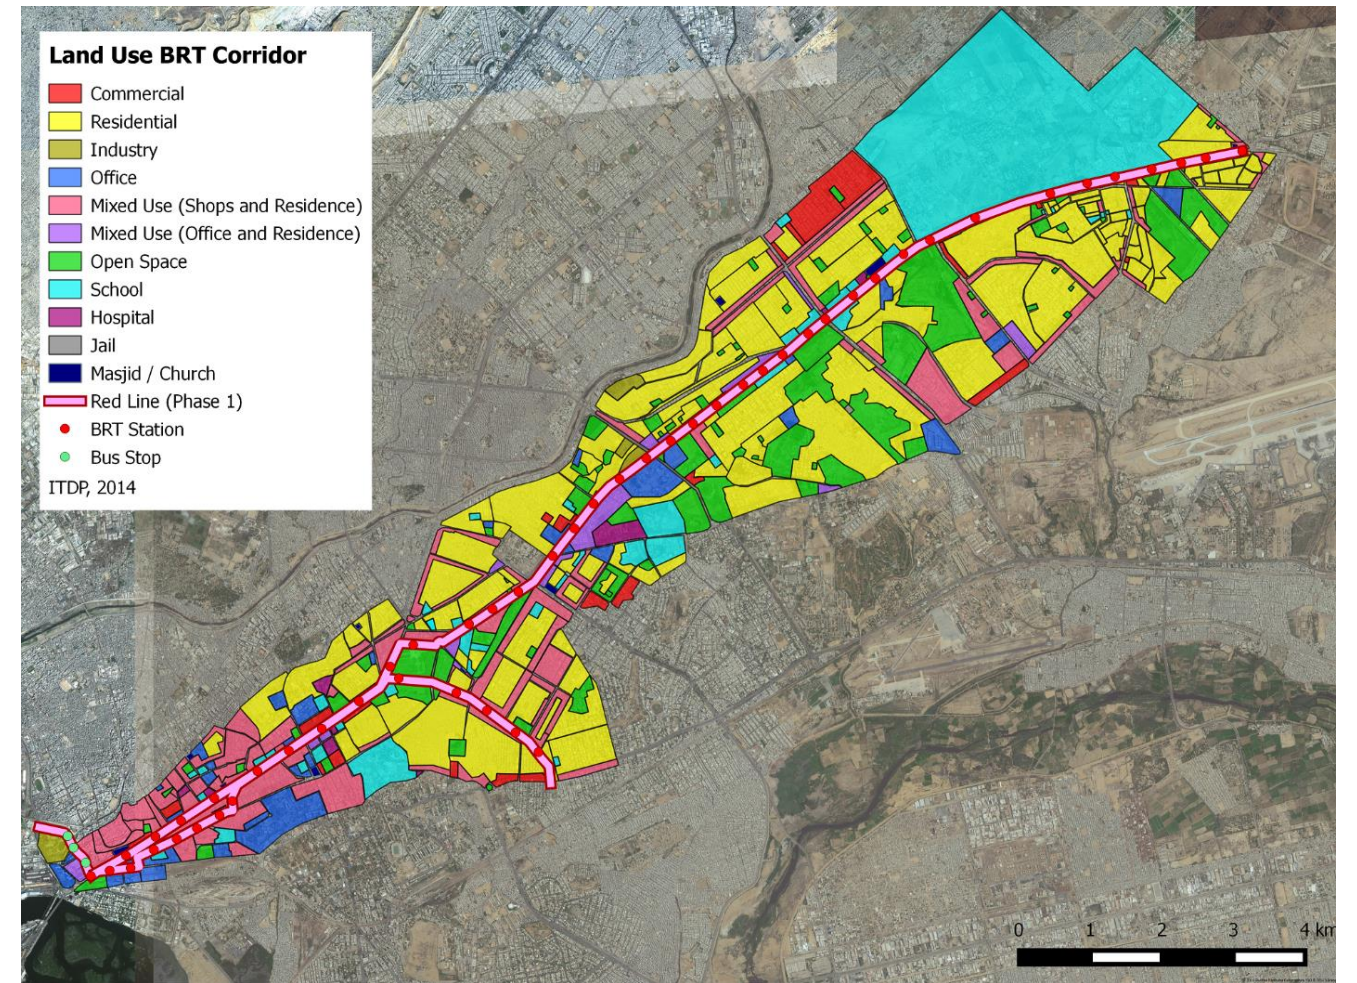 Land Use BRT Corridor
Commercial
Residential
Industry
Office
Mixed Use (Shops and Residence)
Mixed Use (Office and Residence)
Open Space
School
Hospital
Jail
Masjid / Church
Red Line (Phase 1)
BRT Station
Bus Stop
ITDP, 2014
0 1 2 3 4 km